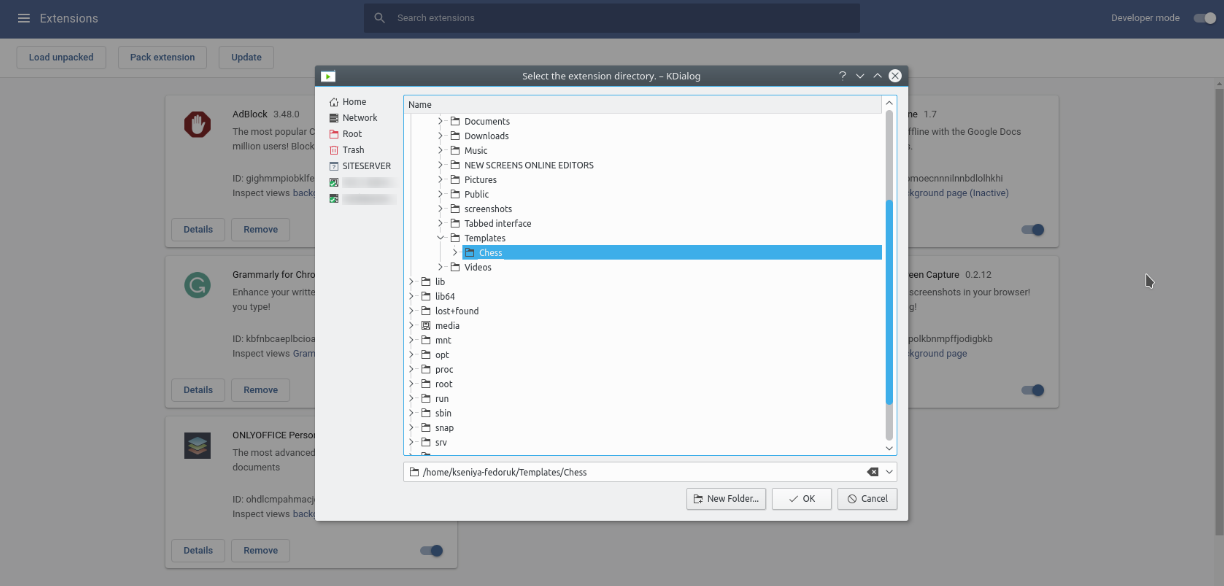 Extensions
Search extensions
Developer mode
Load unpacked
Pack extension
Update
Select the extension directory. – KDialog
Home
Network
Root
Trash
SITESERVER
Name
Documents
Downloads
Music
NEW SCREENS ONLINE EDITORS
Pictures
Public
screenshots
Tabbed interface
Templates
Chess
Videos
lib
lib64
lost+found
media
mnt
opt
proc
root
run
sbin
snap
srv
/home/kseniya-fedoruk/Templates/Chess
New Folder...
OK
Cancel
AdBlock 3.48.0
The most popular C
million users! Block
ID: gighmmpiobklfe
Inspect views back
Details
Remove
ne 1.7
ffline with the Google Docs
moecnnnilnnbdlolhkhi
kground page (Inactive)
Grammarly for Chro
Enhance your writte
you type!
ID: kbfnbcaeplbcioa
Inspect views Gram
Details
Remove
een Capture 0.2.12
screenshots in your browser!
g!
polkbnmpffjodigbkb
kground page
ONLYOFFICE Perso
The most advanced
documents
ID: ohdlcmpahmacj
Inspect views back
Details
Remove